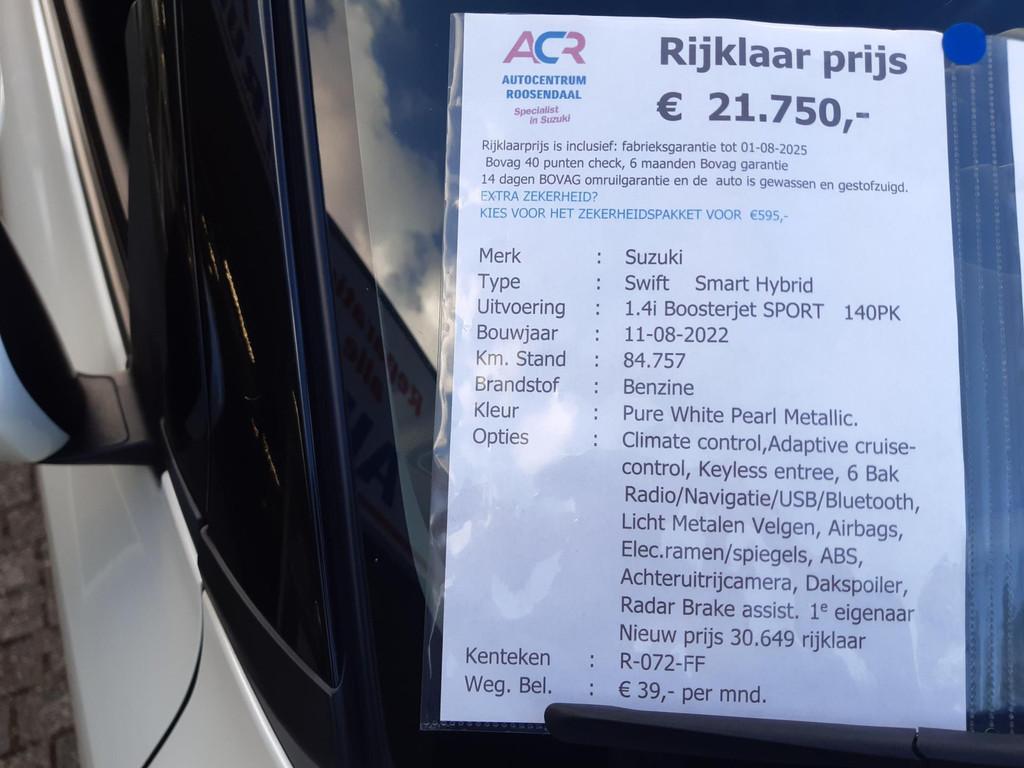 ACR
AUTOCENTRUM
ROOSENDAAL
Specialist
in Suzuki
Rijklaar prijs
€ 21.750,-
Rijklaarprijs is inclusief: fabrieksgarantie tot 01-08-2025
Bovag 40 punten check, 6 maanden Bovag garantie
14 dagen BOVAG omruilgarantie en de auto is gewassen en gestofzuigd.
EXTRA ZEKERHEID?
KIES VOOR HET ZEKERHEIDSPAKKET VOOR €595,-
Merk : Suzuki
Type : Swift Smart Hybrid
Uitvoering : 1.4i Boosterjet SPORT 140PK
Bouwjaar : 11-08-2022
Km. Stand : 84.757
Brandstof : Benzine
Kleur : Pure White Pearl Metallic.
Opties : Climate control,Adaptive cruise-
control, Keyless entree, 6 Bak
Radio/Navigatie/USB/Bluetooth,
Licht Metalen Velgen, Airbags,
Elec.ramen/spiegels, ABS,
Achteruitrijcamera, Dakspoiler,
Radar Brake assist. 1e eigenaar
Nieuw prijs 30.649 rijklaar
Kenteken : R-072-FF
Weg. Bel. : € 39,- per mnd.